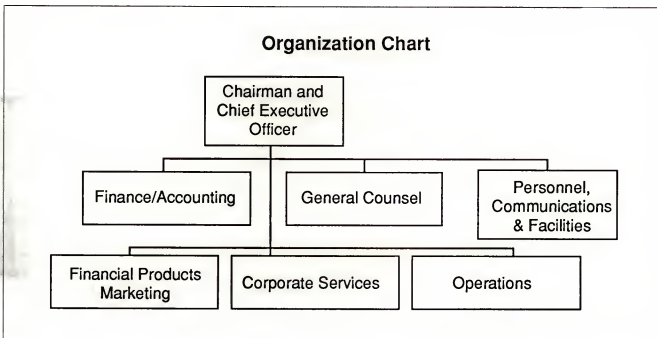 Organization Chart
Chairman and
Chief Executive
Officer
Finance/Accounting
General Counsel
Personnel,
Communications
& Facilities
Financial Products
Marketing
Corporate Services
Operations